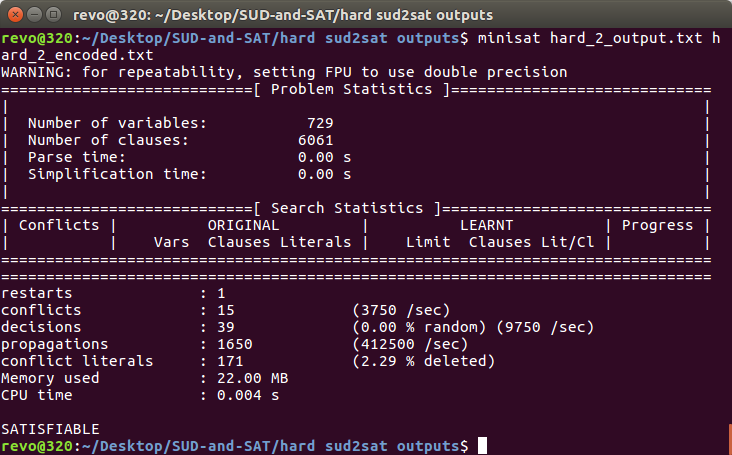 revo@320: ~/Desktop/SUD-and-SAT/hard sud2sat outputs
revo@320:~/Desktop/SUD-and-SAT/hard sud2sat outputs$ minisat hard_2_output.txt h
ard_2_encoded.txt
WARNING: for repeatability, setting FPU to use double precision
============================[ Problem Statistics ]=============================
|                                                                             |
|  Number of variables:           729                                         |
|  Number of clauses:            6061                                         |
|  Parse time:                   0.00 s                                       |
|  Simplification time:          0.00 s                                       |
|                                                                             |
============================[ Search Statistics ]==============================
| Conflicts |          ORIGINAL         |          LEARNT          | Progress |
|           |    Vars  Clauses Literals |    Limit  Clauses Lit/Cl |          |
===============================================================================
===============================================================================
restarts              : 1
conflicts             : 15             (3750 /sec)
decisions             : 39             (0.00 % random) (9750 /sec)
propagations          : 1650           (412500 /sec)
conflict literals     : 171            (2.29 % deleted)
Memory used           : 22.00 MB
CPU time              : 0.004 s
SATISFIABLE
revo@320:~/Desktop/SUD-and-SAT/hard sud2sat outputs$